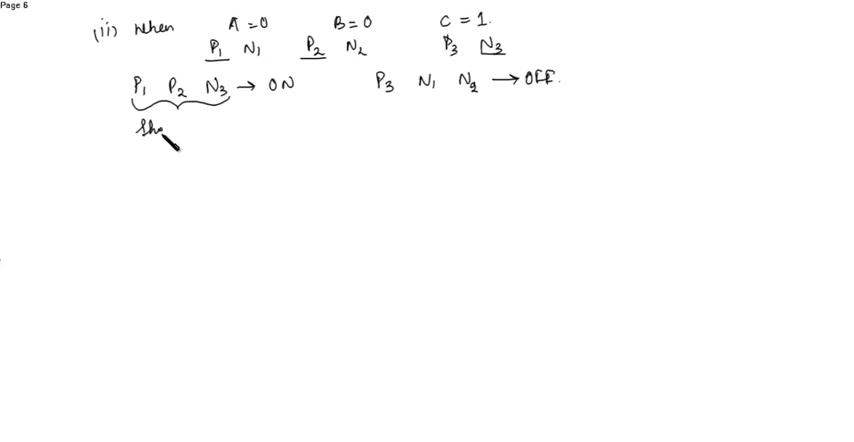 Page 6
(ii) When A = 0 B = 0 C = 1.
P1 N1 P2 N2 P3 N3
P1 P2 N3 → ON P3 N1 N2 → OFF.
Sho